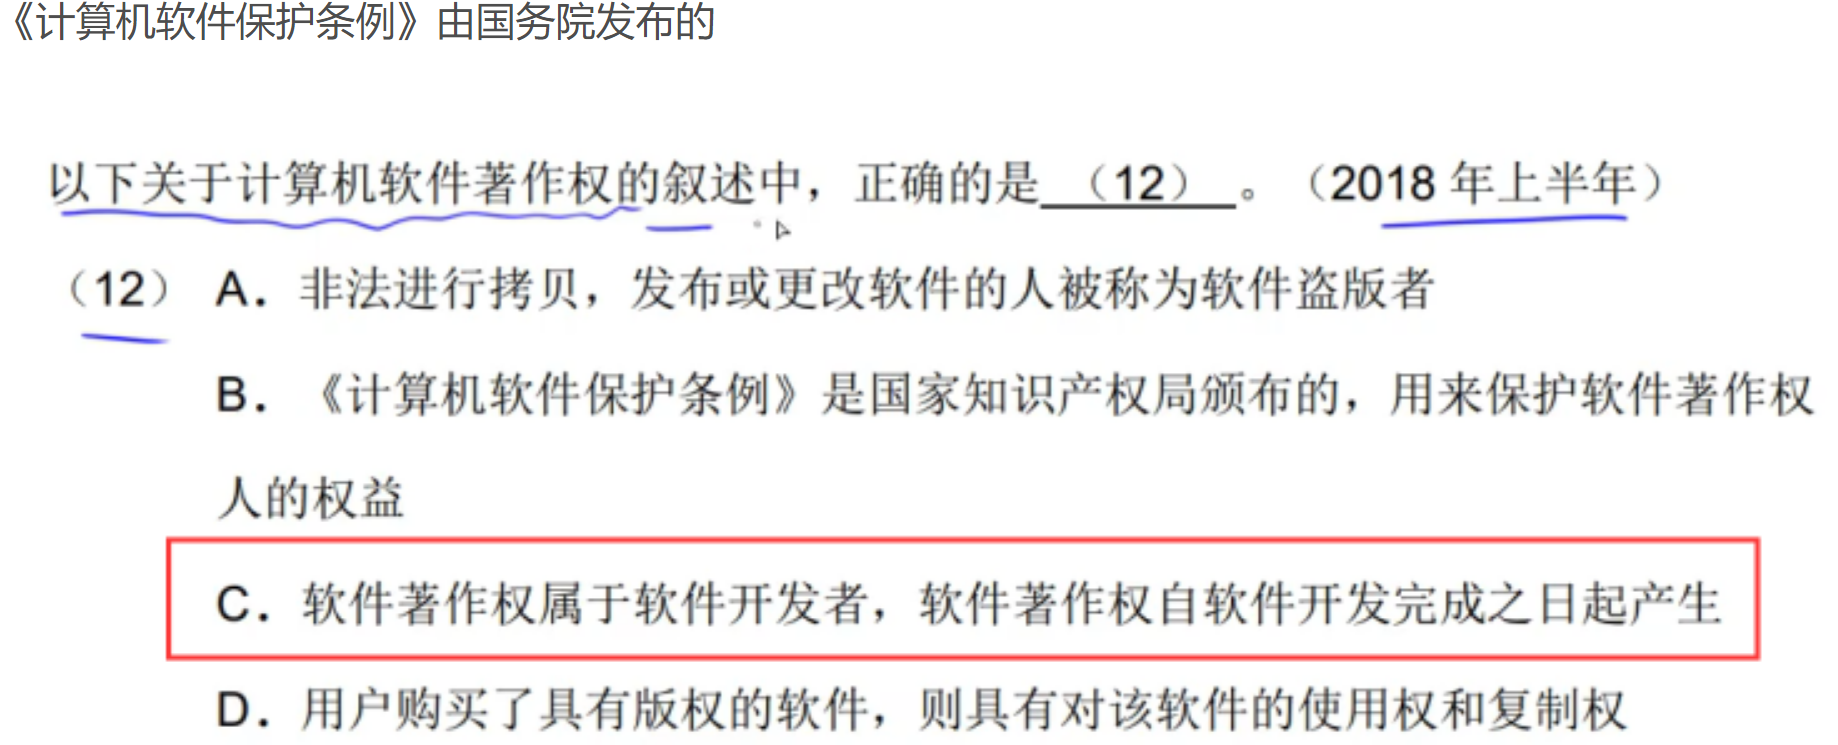 《计算机软件保护条例》由国务院发布的
以下关于计算机软件著作权的叙述中，正确的是（12）。（2018 年上半年）
（12） A. 非法进行拷贝，发布或更改软件的人被称为软件盗版者
B. 《计算机软件保护条例》是国家知识产权局颁布的，用来保护软件著作权
人的权益
C. 软件著作权属于软件开发者，软件著作权自软件开发完成之日起产生
D. 用户购买了具有版权的软件，则具有对该软件的使用权和复制权